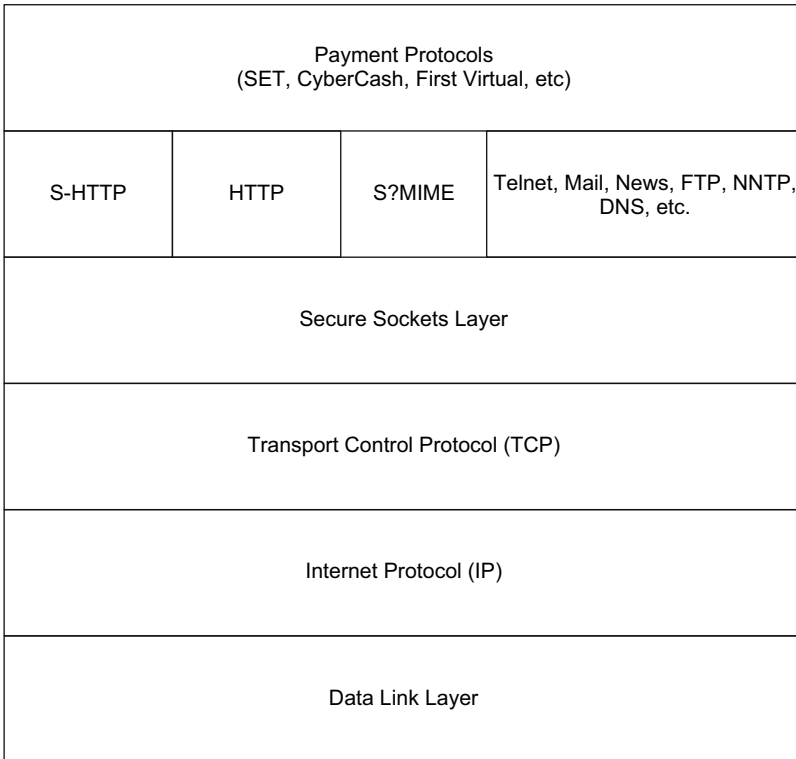 Payment Protocols
(SET, CyberCash, First Virtual, etc)
S-HTTP
HTTP
S?MIME
Telnet, Mail, News, FTP, NNTP,
DNS, etc.
Secure Sockets Layer
Transport Control Protocol (TCP)
Internet Protocol (IP)
Data Link Layer